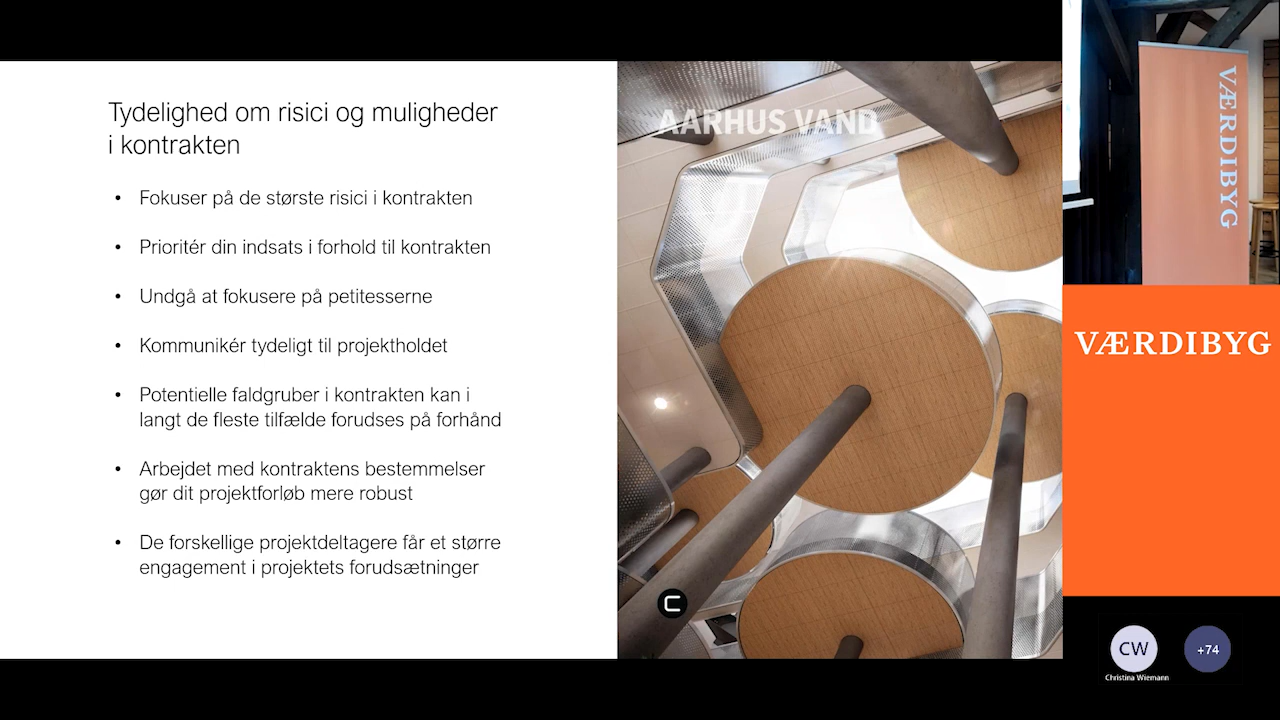 Tydelighed om risici og muligheder
i kontrakten
• Fokuser på de største risici i kontrakten
• Prioritér din indsats i forhold til kontrakten
• Undgå at fokusere på petitesserne
• Kommunikér tydeligt til projektholdet
• Potentielle faldgruber i kontrakten kan i
langt de fleste tilfælde forudses på forhånd
• Arbejdet med kontraktens bestemmelser
gør dit projektforløb mere robust
• De forskellige projektdeltagere får et større
engagement i projektets forudsætninger
AARHUS VAND
VÆRDIBYG
VÆRDIBYG
CW
Christina Wiemann
+74